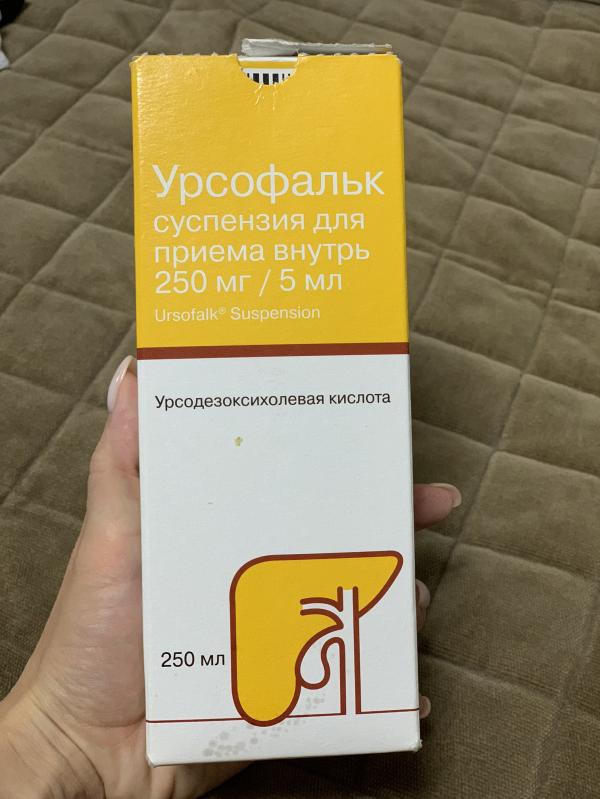 Урсофальк
суспензия для
приема внутрь
250 мг / 5 мл
Ursofalk® Suspension
Урсодезоксихолевая кислота
250 мл